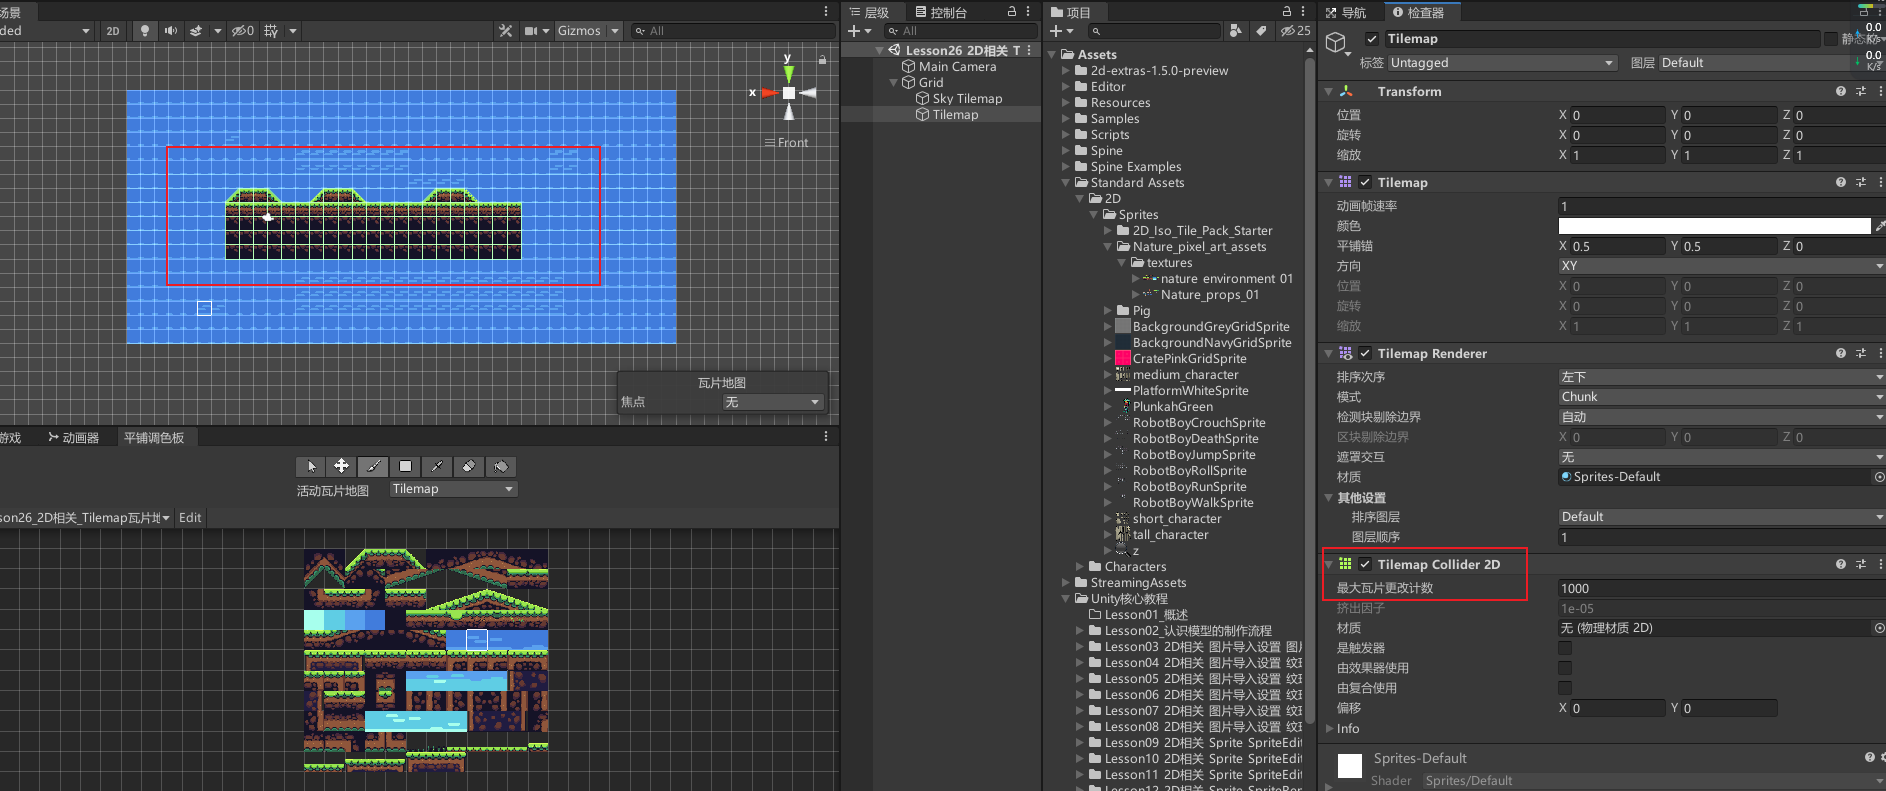 场景
ded
2D
0
Gizmos
All
y
x
Front
瓦片地图
焦点
无
游戏
动画器
平铺调色板
活动瓦片地图
Tilemap
son26_2D相关_Tilemap瓦片地
Edit
层级
控制台
All
Lesson26 2D相关 T
Main Camera
Grid
Sky Tilemap
Tilemap
项目
25
Assets
2d-extras-1.5.0-preview
Editor
Resources
Samples
Scripts
Spine
Spine Examples
Standard Assets
2D
Sprites
2D_Iso_Tile_Pack_Starter
Nature_pixel_art_assets
textures
nature environment 01
Nature_props_01
Pig
BackgroundGreyGridSprite
BackgroundNavyGridSprite
CratePinkGridSprite
medium_character
PlatformWhiteSprite
PlunkahGreen
RobotBoyCrouchSprite
RobotBoyDeathSprite
RobotBoyJumpSprite
RobotBoyRollSprite
RobotBoyRunSprite
RobotBoyWalkSprite
short_character
tall_character
z
Characters
StreamingAssets
Unity核心教程
Lesson01_概述
Lesson02_认识模型的制作流程
Lesson03 2D相关 图片导入设置 图片
Lesson04 2D相关 图片导入设置 纹理
Lesson05 2D相关 图片导入设置 纹理
Lesson06 2D相关 图片导入设置 纹理
Lesson07 2D相关 图片导入设置 纹理
Lesson08 2D相关 图片导入设置 纹理
Lesson09 2D相关 Sprite SpriteEdit
Lesson10 2D相关 Sprite SpriteEdit
Lesson11 2D相关 Sprite SpriteEdit
Lesson12 2D相关 Sprite SpriteRen
导航
检查器
0.0
0.0
K/s
Tilemap
静态的
标签 Untagged
图层 Default
Transform
位置 X 0 Y 0 Z 0
旋转 X 0 Y 0 Z 0
缩放 X 1 Y 1 Z 1
Tilemap
动画帧速率 1
颜色
平铺锚 X 0.5 Y 0.5 Z 0
方向 XY
位置 X 0 Y 0 Z 0
旋转 X 0 Y 0 Z 0
缩放 X 1 Y 1 Z 1
Tilemap Renderer
排序次序 左下
模式 Chunk
检测块剔除边界 自动
区块剔除边界 X 0 Y 0 Z 0
遮罩交互 无
材质 Sprites-Default
其他设置
排序图层 Default
图层顺序 1
Tilemap Collider 2D
最大瓦片更改计数 1000
挤出因子 1e-05
材质 无 (物理材质 2D)
是触发器
由效果器使用
由复合使用
偏移 X 0 Y 0
Info
Sprites-Default
Shader Sprites/Default